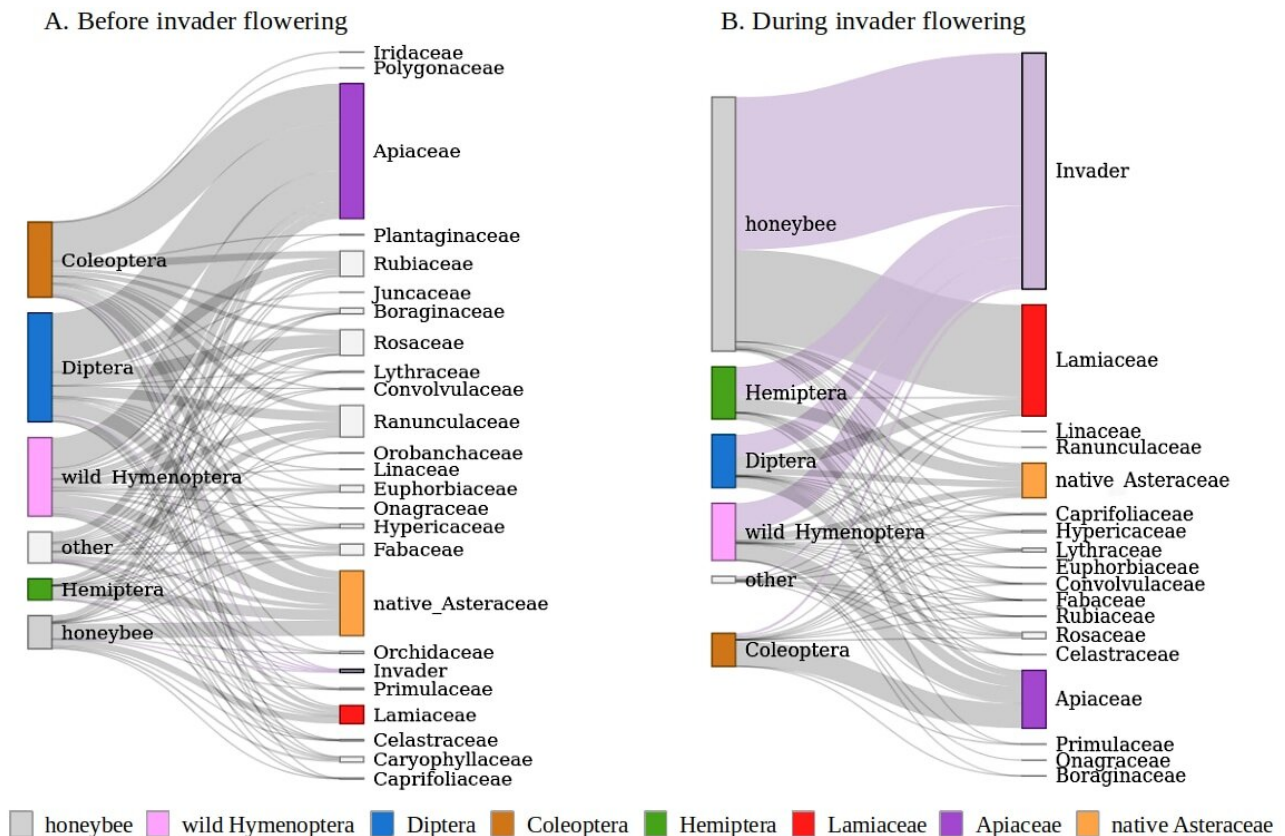 A. Before invader flowering
Iridaceae
Polygonaceae
Apiaceae
Plantaginaceae
Rubiaceae
Juncaceae
Boraginaceae
Rosaceae
Lythraceae
Convolvulaceae
Ranunculaceae
Orobanchaceae
Linaceae
Euphorbiaceae
Onagraceae
Hypericaceae
Fabaceae
native_Asteraceae
Orchidaceae
Invader
Primulaceae
Lamiaceae
Celastraceae
Caryophyllaceae
Caprifoliaceae
Coleoptera
Diptera
wild Hymenoptera
other
Hemiptera
honeybee
B. During invader flowering
honeybee
Hemiptera
Diptera
wild Hymenoptera
other
Coleoptera
Invader
Lamiaceae
Linaceae
Ranunculaceae
native Asteraceae
Caprifoliaceae
Hypericaceae
Lythraceae
Euphorbiaceae
Convolvulaceae
Fabaceae
Rubiaceae
Rosaceae
Celastraceae
Apiaceae
Primulaceae
Onagraceae
Boraginaceae
honeybee wild Hymenoptera Diptera Coleoptera Hemiptera Lamiaceae Apiaceae native Asteraceae